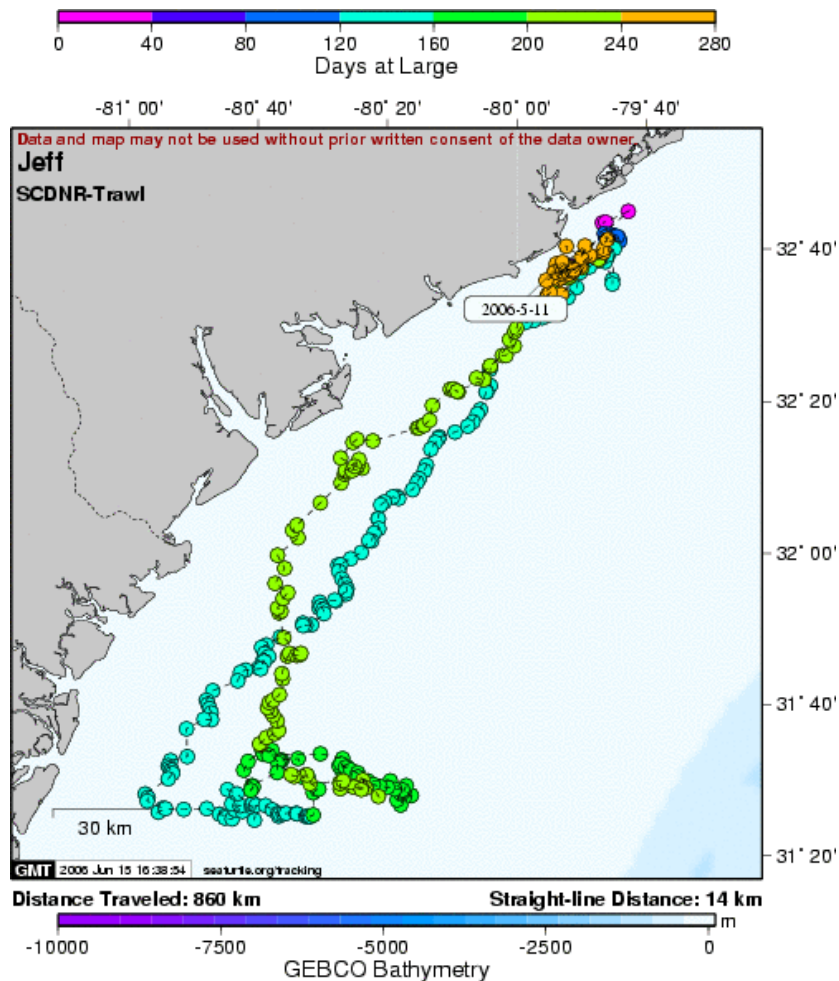 0 40 80 120 160 200 240 280
Days at Large
-81˚ 00' -80˚ 40' -80˚ 20' -80˚ 00' -79˚ 40'
Data and map may not be used without prior written consent of the data owner.
Jeff
SCDNR-Trawl
32˚ 40'
2006-5-11
32˚ 20'
32˚ 00'
31˚ 40'
30 km
31˚ 20'
GMT 2006 Jun 15 16:38:54 seaturtle.org/tracking
Distance Traveled: 860 km Straight-line Distance: 14 km
m
-10000 -7500 -5000 -2500 0
GEBCO Bathymetry